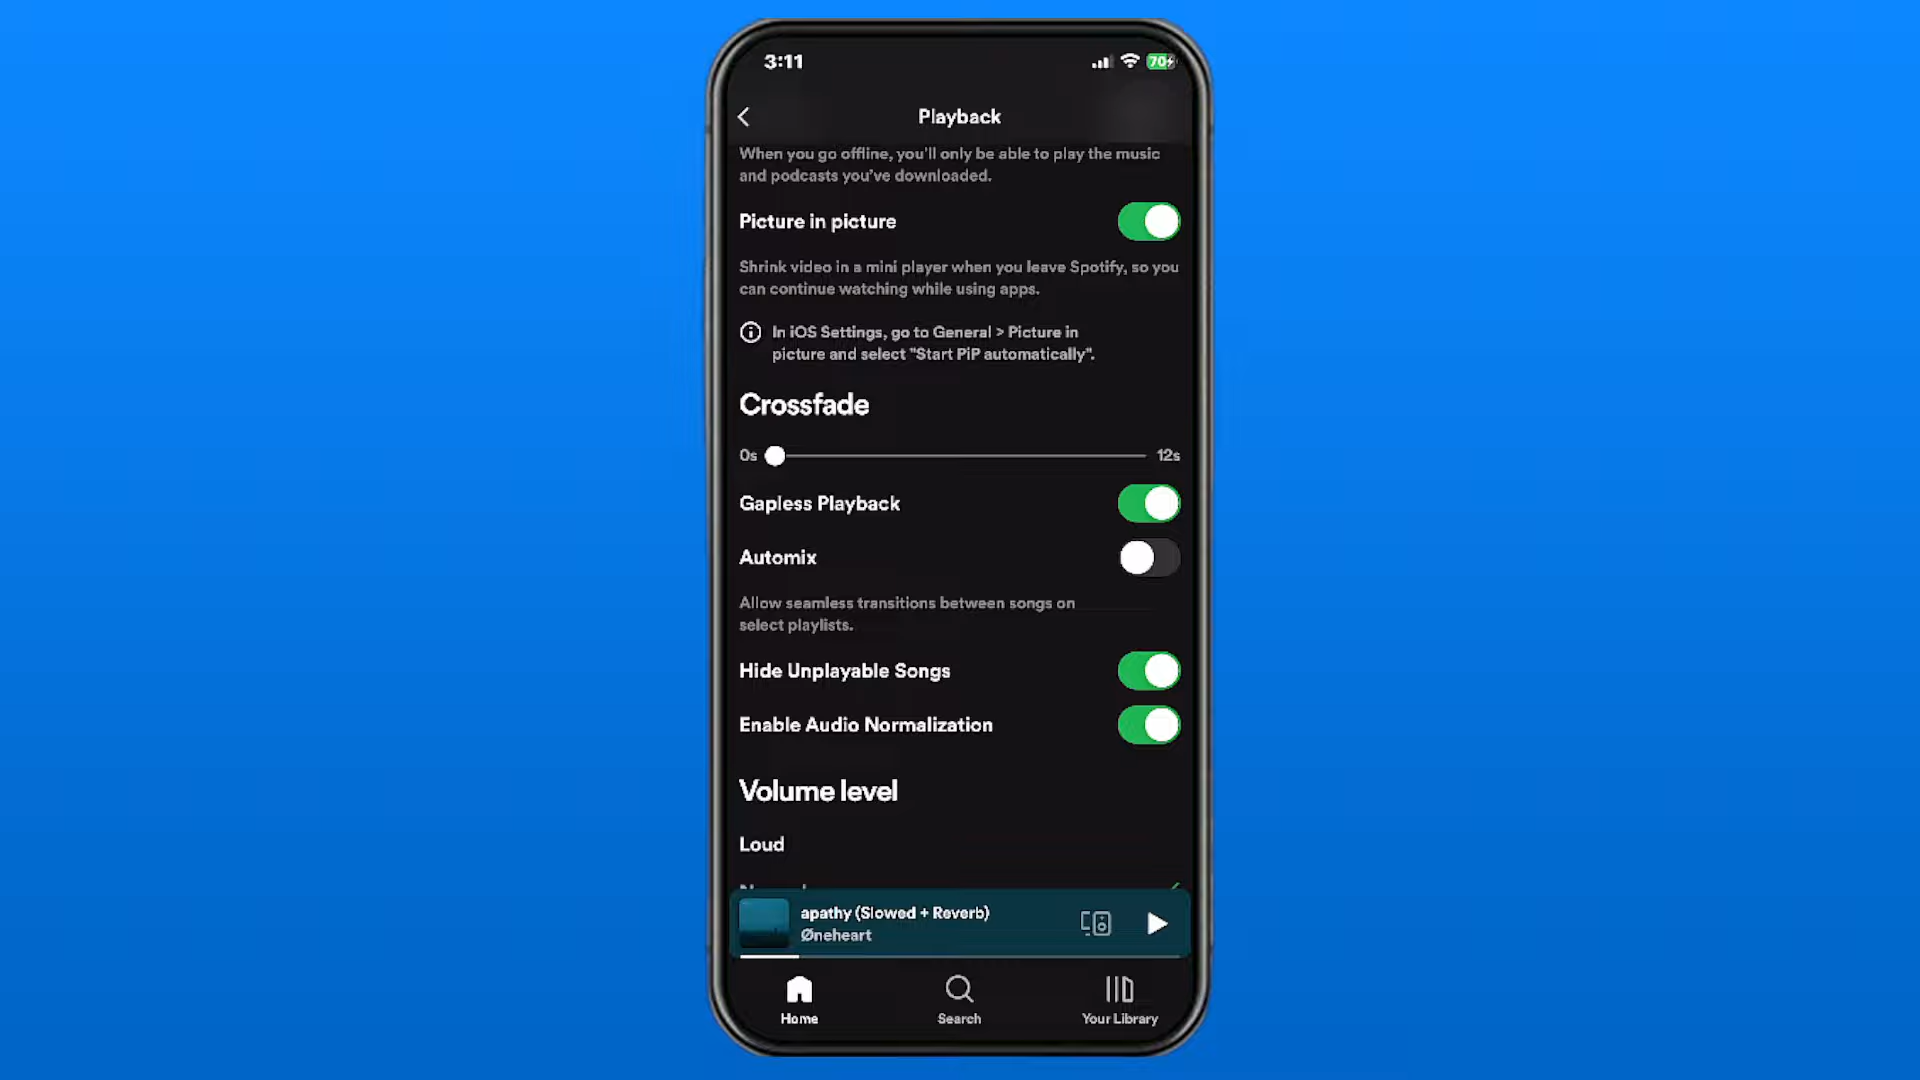 3:11
70
Playback
When you go offline, you'll only be able to play the music
and podcasts you've downloaded.
Picture in picture
Shrink video in a mini player when you leave Spotify, so you
can continue watching while using apps.
In iOS Settings, go to General > Picture in
picture and select "Start PiP automatically".
Crossfade
0s 12s
Gapless Playback
Automix
Allow seamless transitions between songs on
select playlists.
Hide Unplayable Songs
Enable Audio Normalization
Volume level
Loud
apathy (Slowed + Reverb)
Øneheart
Home Search Your Library